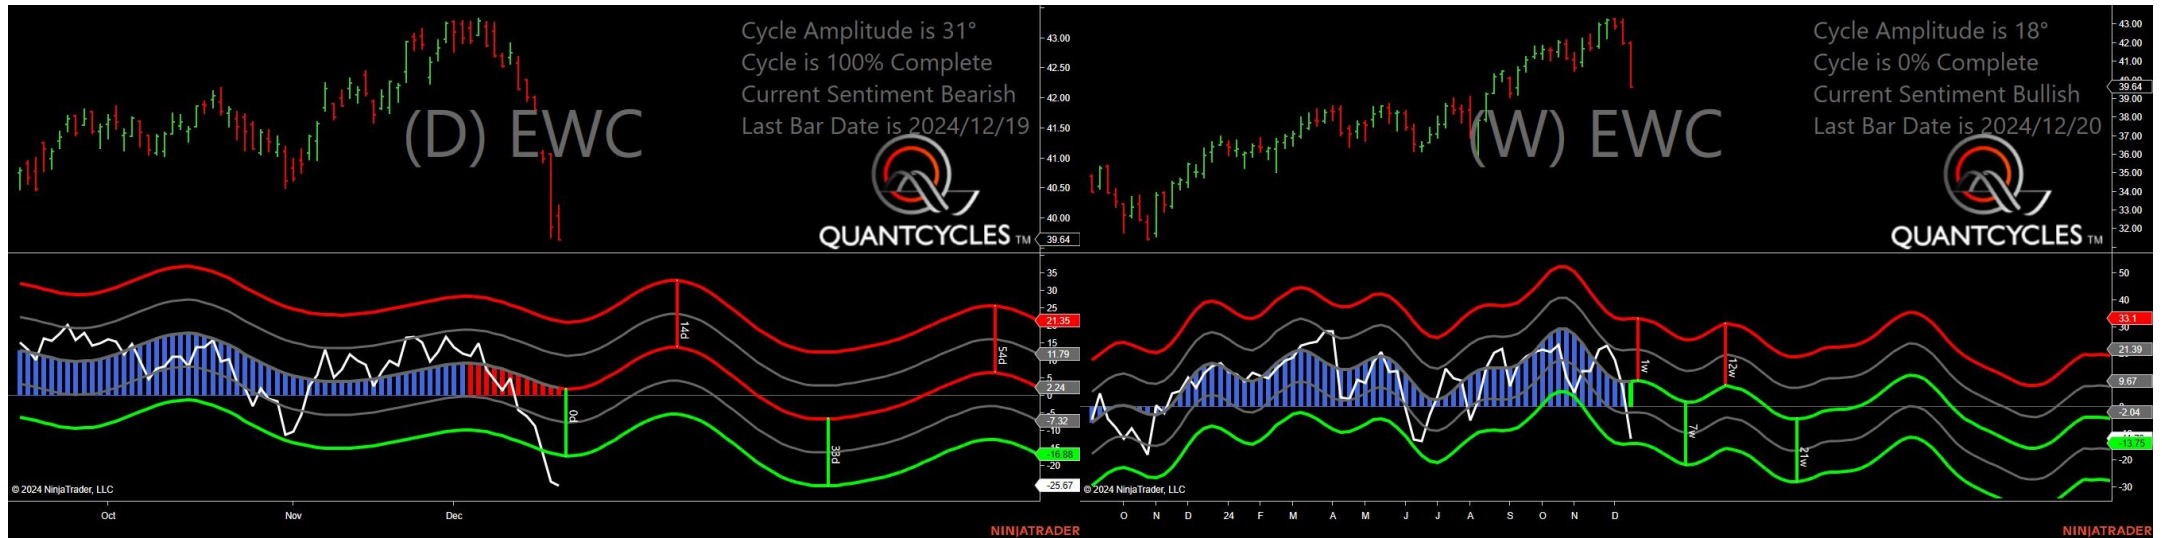 Cycle Amplitude is 31°
Cycle is 100% Complete
Current Sentiment Bearish
Last Bar Date is 2024/12/19
(D) EWC
QUANTCYCLES TM
43.00
42.50
42.00
41.50
41.00
40.50
40.00
39.64
35
30
25
21.35
15
11.79
5
2.24
0
-5
-7.32
-10
-16.88
-20
-25.67
14d
54d
0d
33d
© 2024 NinjaTrader, LLC
Oct Nov Dec
NINJATRADER
Cycle Amplitude is 18°
Cycle is 0% Complete
Current Sentiment Bullish
Last Bar Date is 2024/12/20
(W) EWC
QUANTCYCLES TM
43.00
42.00
41.00
39.64
39.00
38.00
37.00
36.00
35.00
34.00
33.00
32.00
50
40
33.1
30
21.39
9.67
-2.04
-13.75
-20
-30
1w
12w
7w
21w
© 2024 NinjaTrader, LLC
O N D 24 F M A M J J A S O N D
NINJATRADER